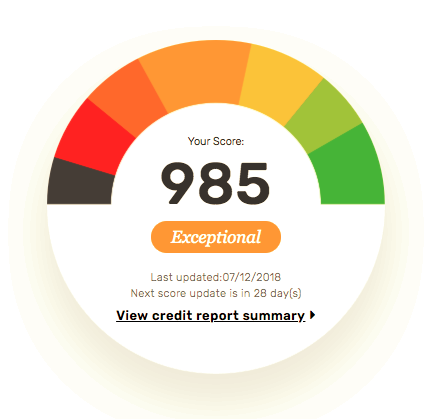 Your Score:
985
Exceptional
Last updated:07/12/2018
Next score update is in 28 day(s)
View credit report summary